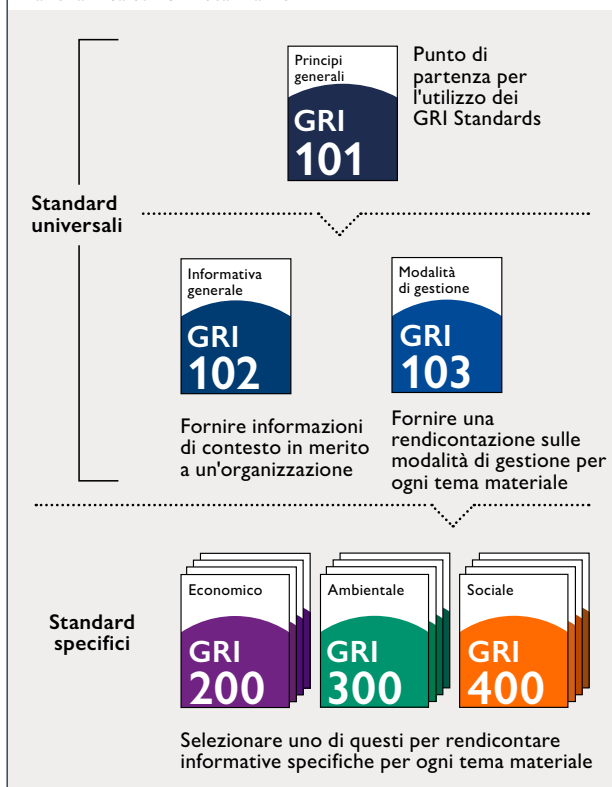 Principi
generali
GRI
101
Punto di
partenza per
l'utilizzo dei
GRI Standards
Standard
universali
Informativa
generale
GRI
102
Modalità
di gestione
GRI
103
Fornire informazioni
di contesto in merito
a un'organizzazione
Fornire una
rendicontazione sulle
modalità di gestione per
ogni tema materiale
Standard
specifici
Economico
GRI
200
Ambientale
GRI
300
Sociale
GRI
400
Selezionare uno di questi per rendicontare
informative specifiche per ogni tema materiale